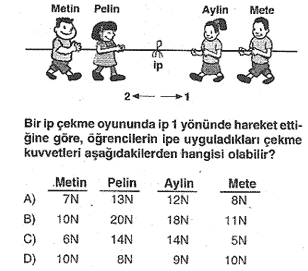 Metin Pelin Aylin Mete
ip
2 ←→ 1
Bir ip çekme oyununda ip 1 yönünde hareket etti-
ğine göre, öğrencilerin ipe uyguladıkları çekme
kuvvetleri aşağıdakilerden hangisi olabilir?
Metin Pelin Aylin Mete
A) 7N 13N 12N 8N
B) 10N 20N 18N 11N
C) 6N 14N 14N 5N
D) 10N 8N 9N 10N